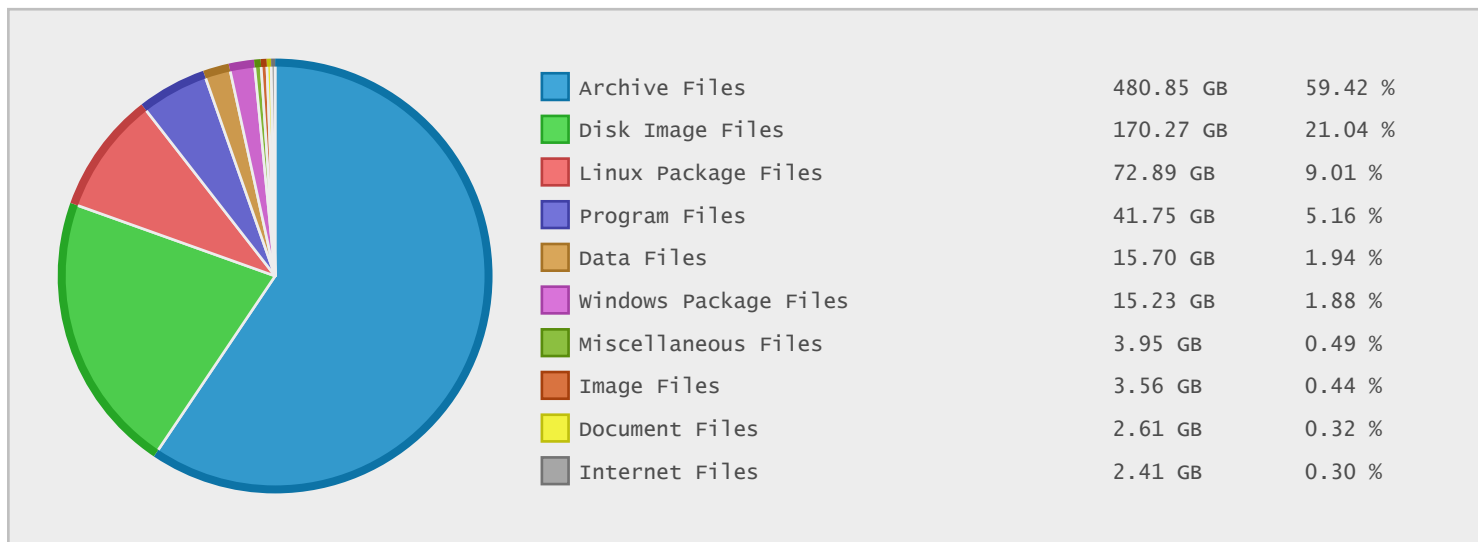 Archive Files 480.85 GB 59.42 %
Disk Image Files 170.27 GB 21.04 %
Linux Package Files 72.89 GB 9.01 %
Program Files 41.75 GB 5.16 %
Data Files 15.70 GB 1.94 %
Windows Package Files 15.23 GB 1.88 %
Miscellaneous Files 3.95 GB 0.49 %
Image Files 3.56 GB 0.44 %
Document Files 2.61 GB 0.32 %
Internet Files 2.41 GB 0.30 %